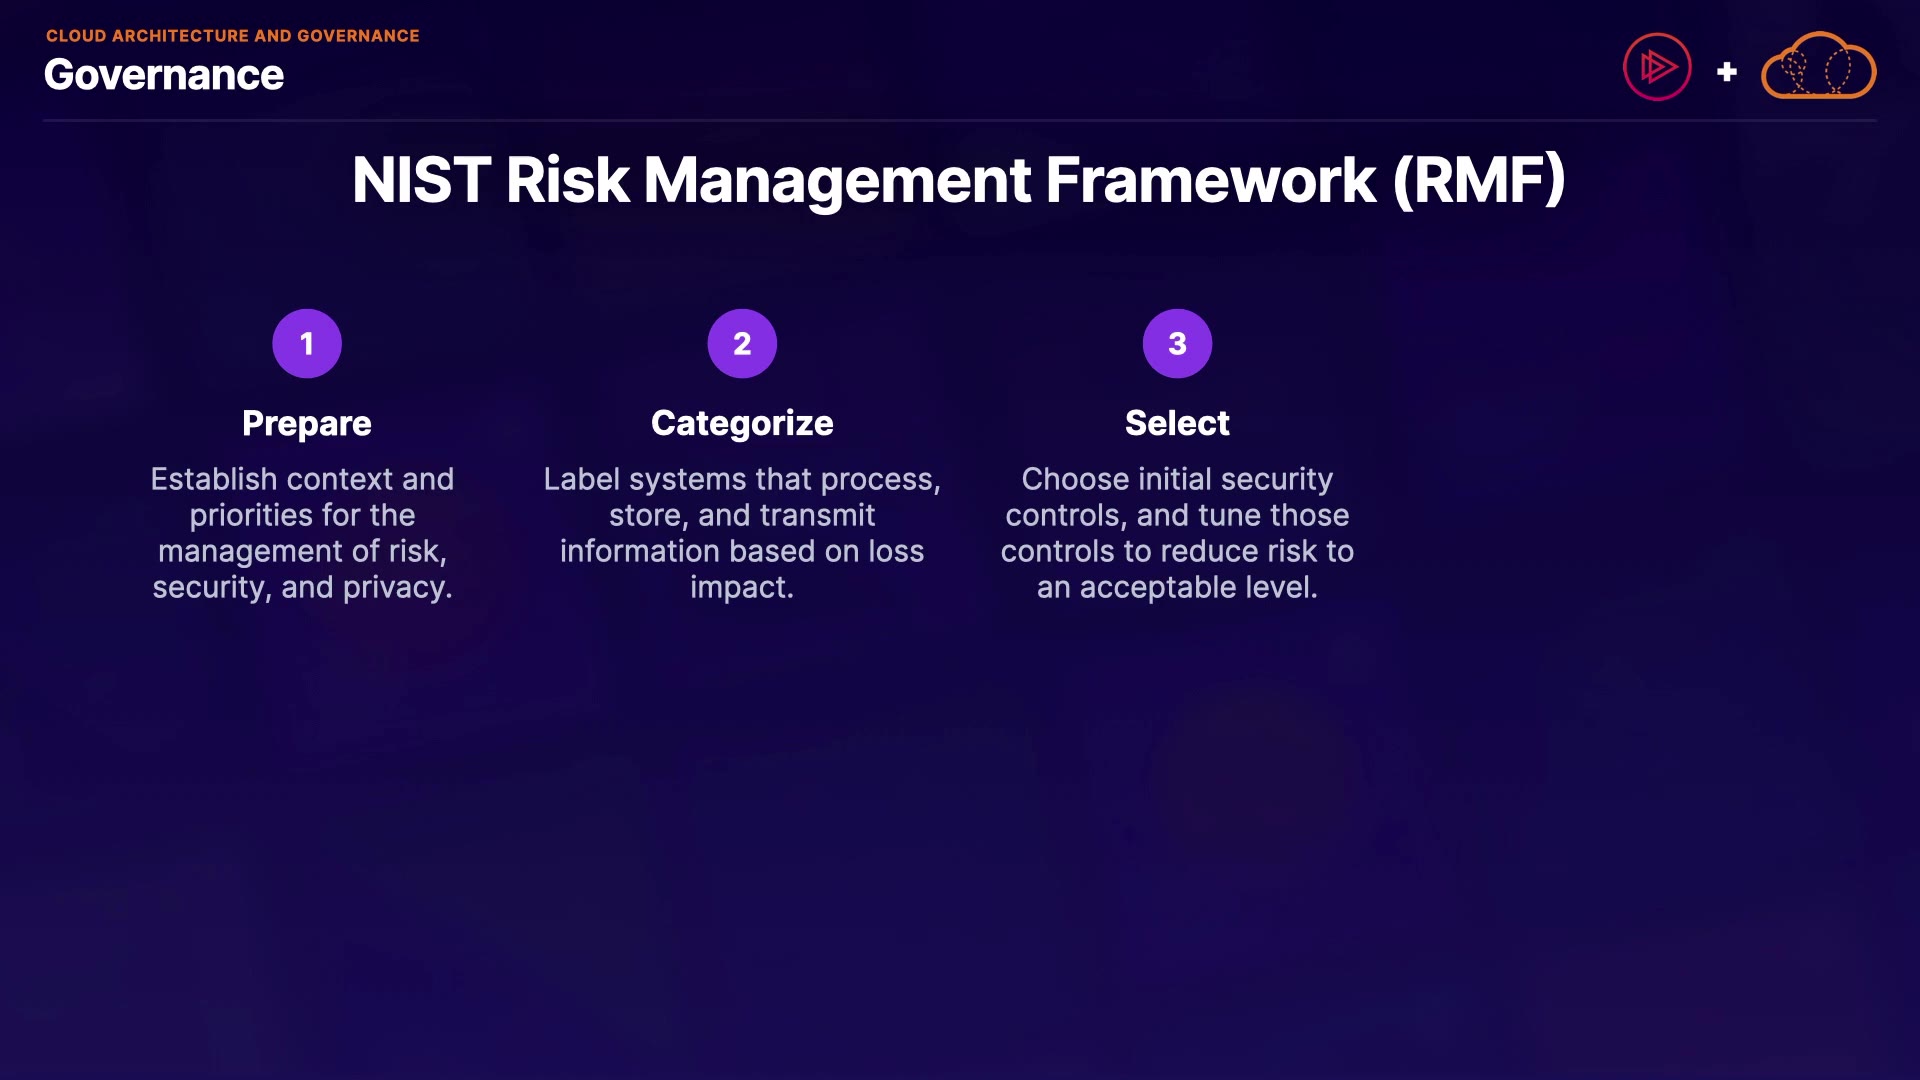 CLOUD ARCHITECTURE AND GOVERNANCE
Governance
NIST Risk Management Framework (RMF)
1
Prepare
Establish context and
priorities for the
management of risk,
security, and privacy.
2
Categorize
Label systems that process,
store, and transmit
information based on loss
impact.
3
Select
Choose initial security
controls, and tune those
controls to reduce risk to
an acceptable level.